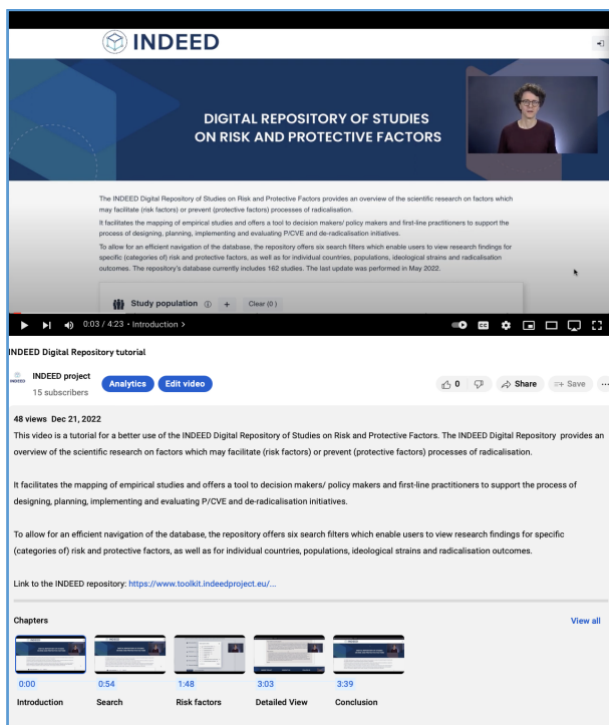 INDEED
DIGITAL REPOSITORY OF STUDIES
ON RISK AND PROTECTIVE FACTORS
The INDEED Digital Repository of Studies on Risk and Protective Factors provides an overview of the scientific research on factors which
may facilitate (risk factors) or prevent (protective factors) processes of radicalisation.
It facilitates the mapping of empirical studies and offers a tool to decision makers/ policy makers and first-line practitioners to support the
process of designing, planning, implementing and evaluating P/CVE and de-radicalisation initiatives.
To allow for an efficient navigation of the database, the repository offers six search filters which enable users to view research findings for
specific (categories of) risk and protective factors, as well as for individual countries, populations, ideological strains and radicalisation
outcomes. The repository's database currently includes 162 studies. The last update was performed in May 2022.
Study population + Clear (0)
0:03 / 4:23 • Introduction >
CC
INDEED Digital Repository tutorial
INDEED
INDEED project
15 subscribers
Analytics
Edit video
0
Share
Save
48 views Dec 21, 2022
This video is a tutorial for a better use of the INDEED Digital Repository of Studies on Risk and Protective Factors. The INDEED Digital Repository provides an
overview of the scientific research on factors which may facilitate (risk factors) or prevent (protective factors) processes of radicalisation.
It facilitates the mapping of empirical studies and offers a tool to decision makers/ policy makers and first-line practitioners to support the process of
designing, planning, implementing and evaluating P/CVE and de-radicalisation initiatives.
To allow for an efficient navigation of the database, the repository offers six search filters which enable users to view research findings for specific
(categories of) risk and protective factors, as well as for individual countries, populations, ideological strains and radicalisation outcomes.
Link to the INDEED repository: https://www.toolkit.indeedproject.eu/...
Chapters
View all
0:00
0:54
1:48
3:03
3:39
Introduction
Search
Risk factors
Detailed View
Conclusion